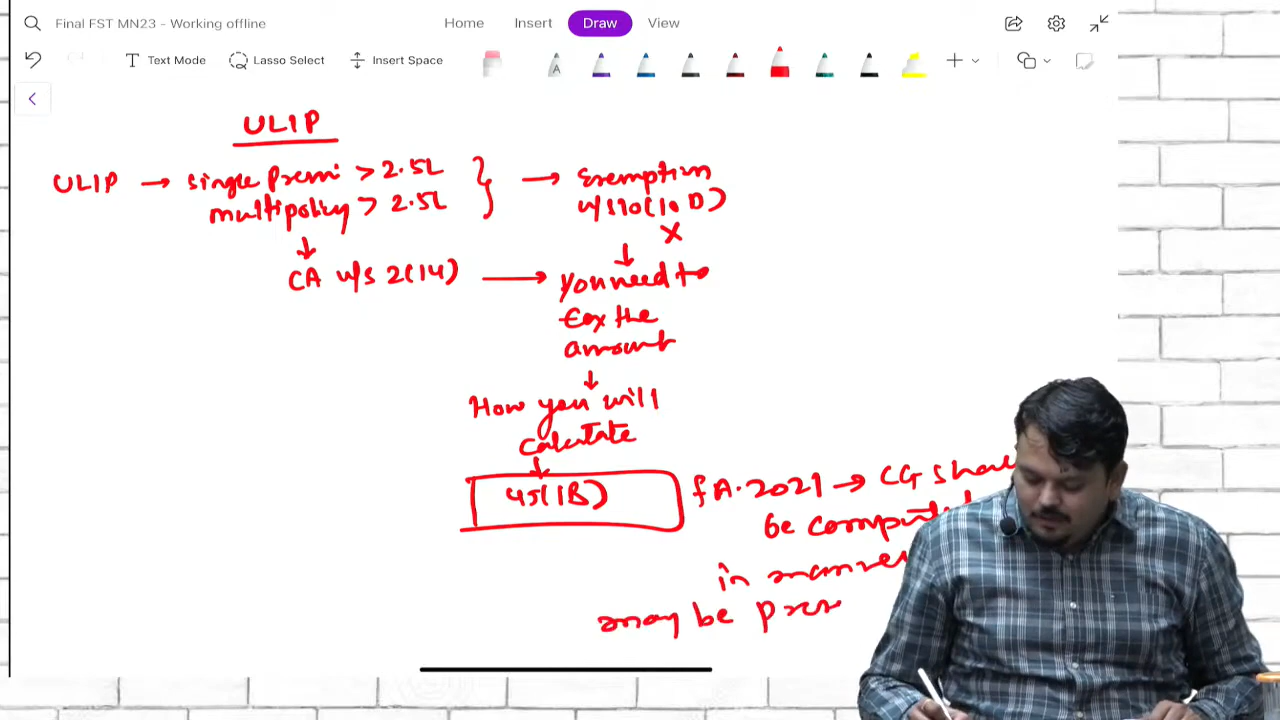 Final FST MN23 - Working offline
Home Insert Draw View
Text Mode Lasso Select Insert Space
A
ULIP
ULIP → single Premi > 2.5L
multipolicy > 2.5L
→ Exemption
u/s 10(10D)
X
CA u/s 2(14) → you need to
tax the
amount
How you will
calculate
45(1B)
FA.2021 → CG shall
be computed
in manner
may be pres